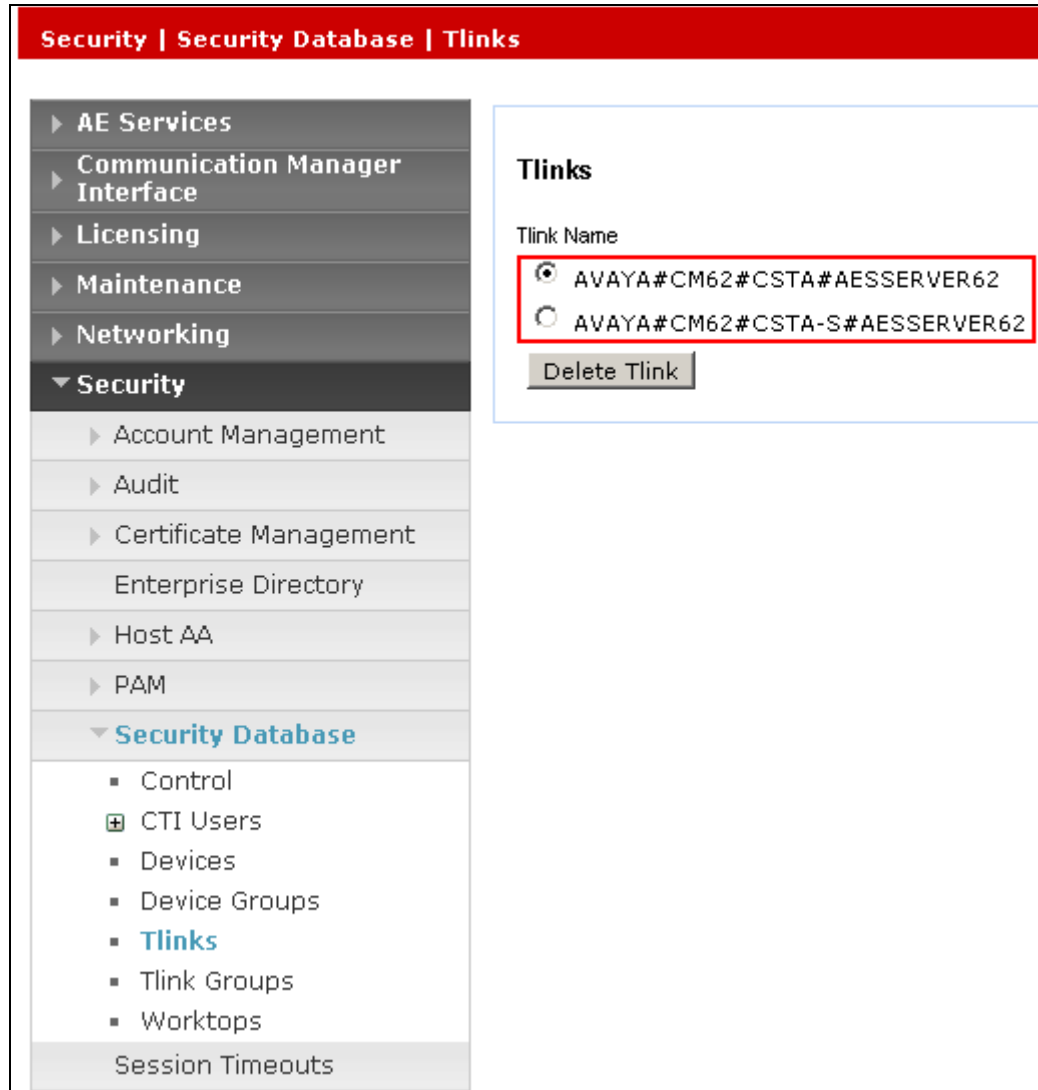 Security | Security Database | Tlinks
AE Services
Communication Manager
Interface
Licensing
Maintenance
Networking
Security
Account Management
Audit
Certificate Management
Enterprise Directory
Host AA
PAM
Security Database
Control
CTI Users
Devices
Device Groups
Tlinks
Tlink Groups
Worktops
Session Timeouts
Tlinks
Tlink Name
AVAYA#CM62#CSTA#AESSERVER62
AVAYA#CM62#CSTA-S#AESSERVER62
Delete Tlink